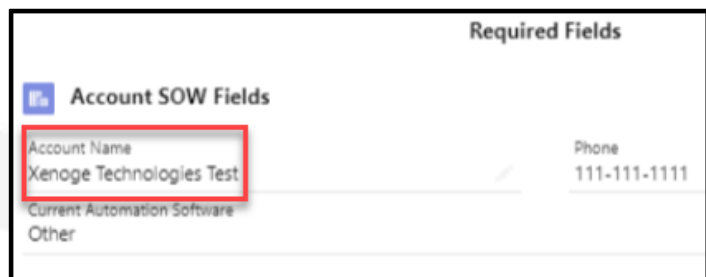 Required Fields
Account SOW Fields
Account Name
Phone
Xenoge Technologies Test
111-111-1111
Current Automation Software
Other